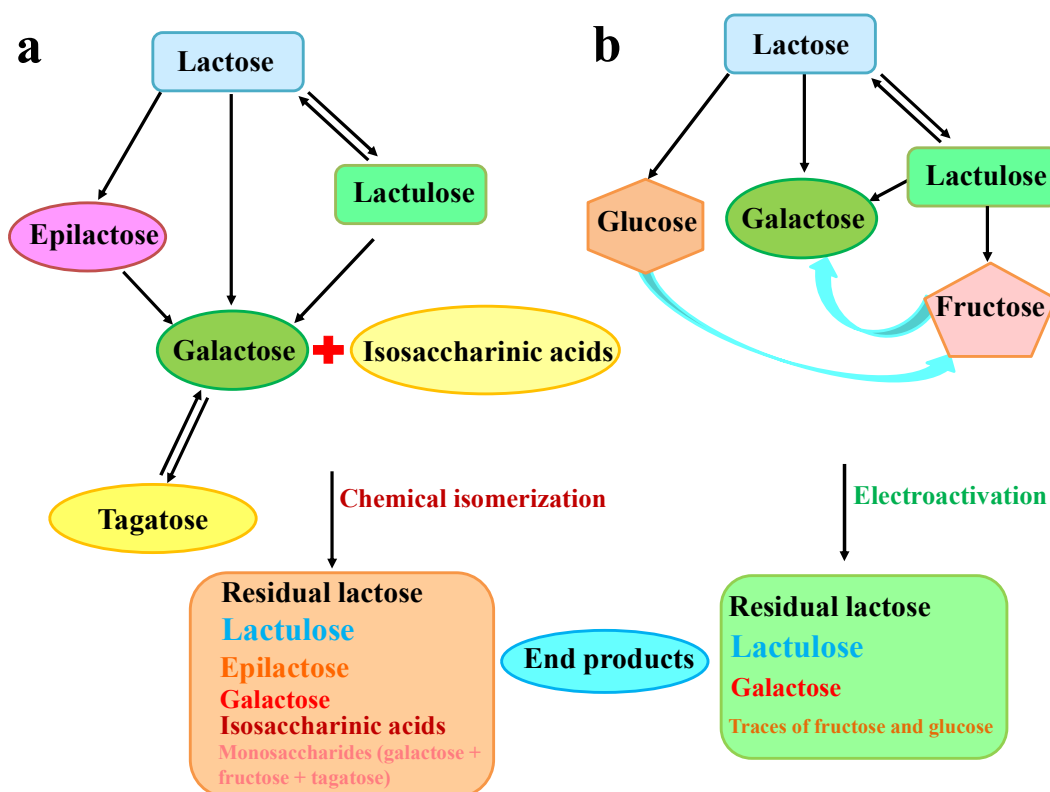 a
Lactose
Epilactose
Lactulose
Galactose
Isosaccharinic acids
Tagatose
Chemical isomerization
Residual lactose
Lactulose
Epilactose
Galactose
Isosaccharinic acids
Monosaccharides (galactose +
fructose + tagatose)
End products
b
Lactose
Lactulose
Glucose
Galactose
Fructose
Electroactivation
Residual lactose
Lactulose
Galactose
Traces of fructose and glucose